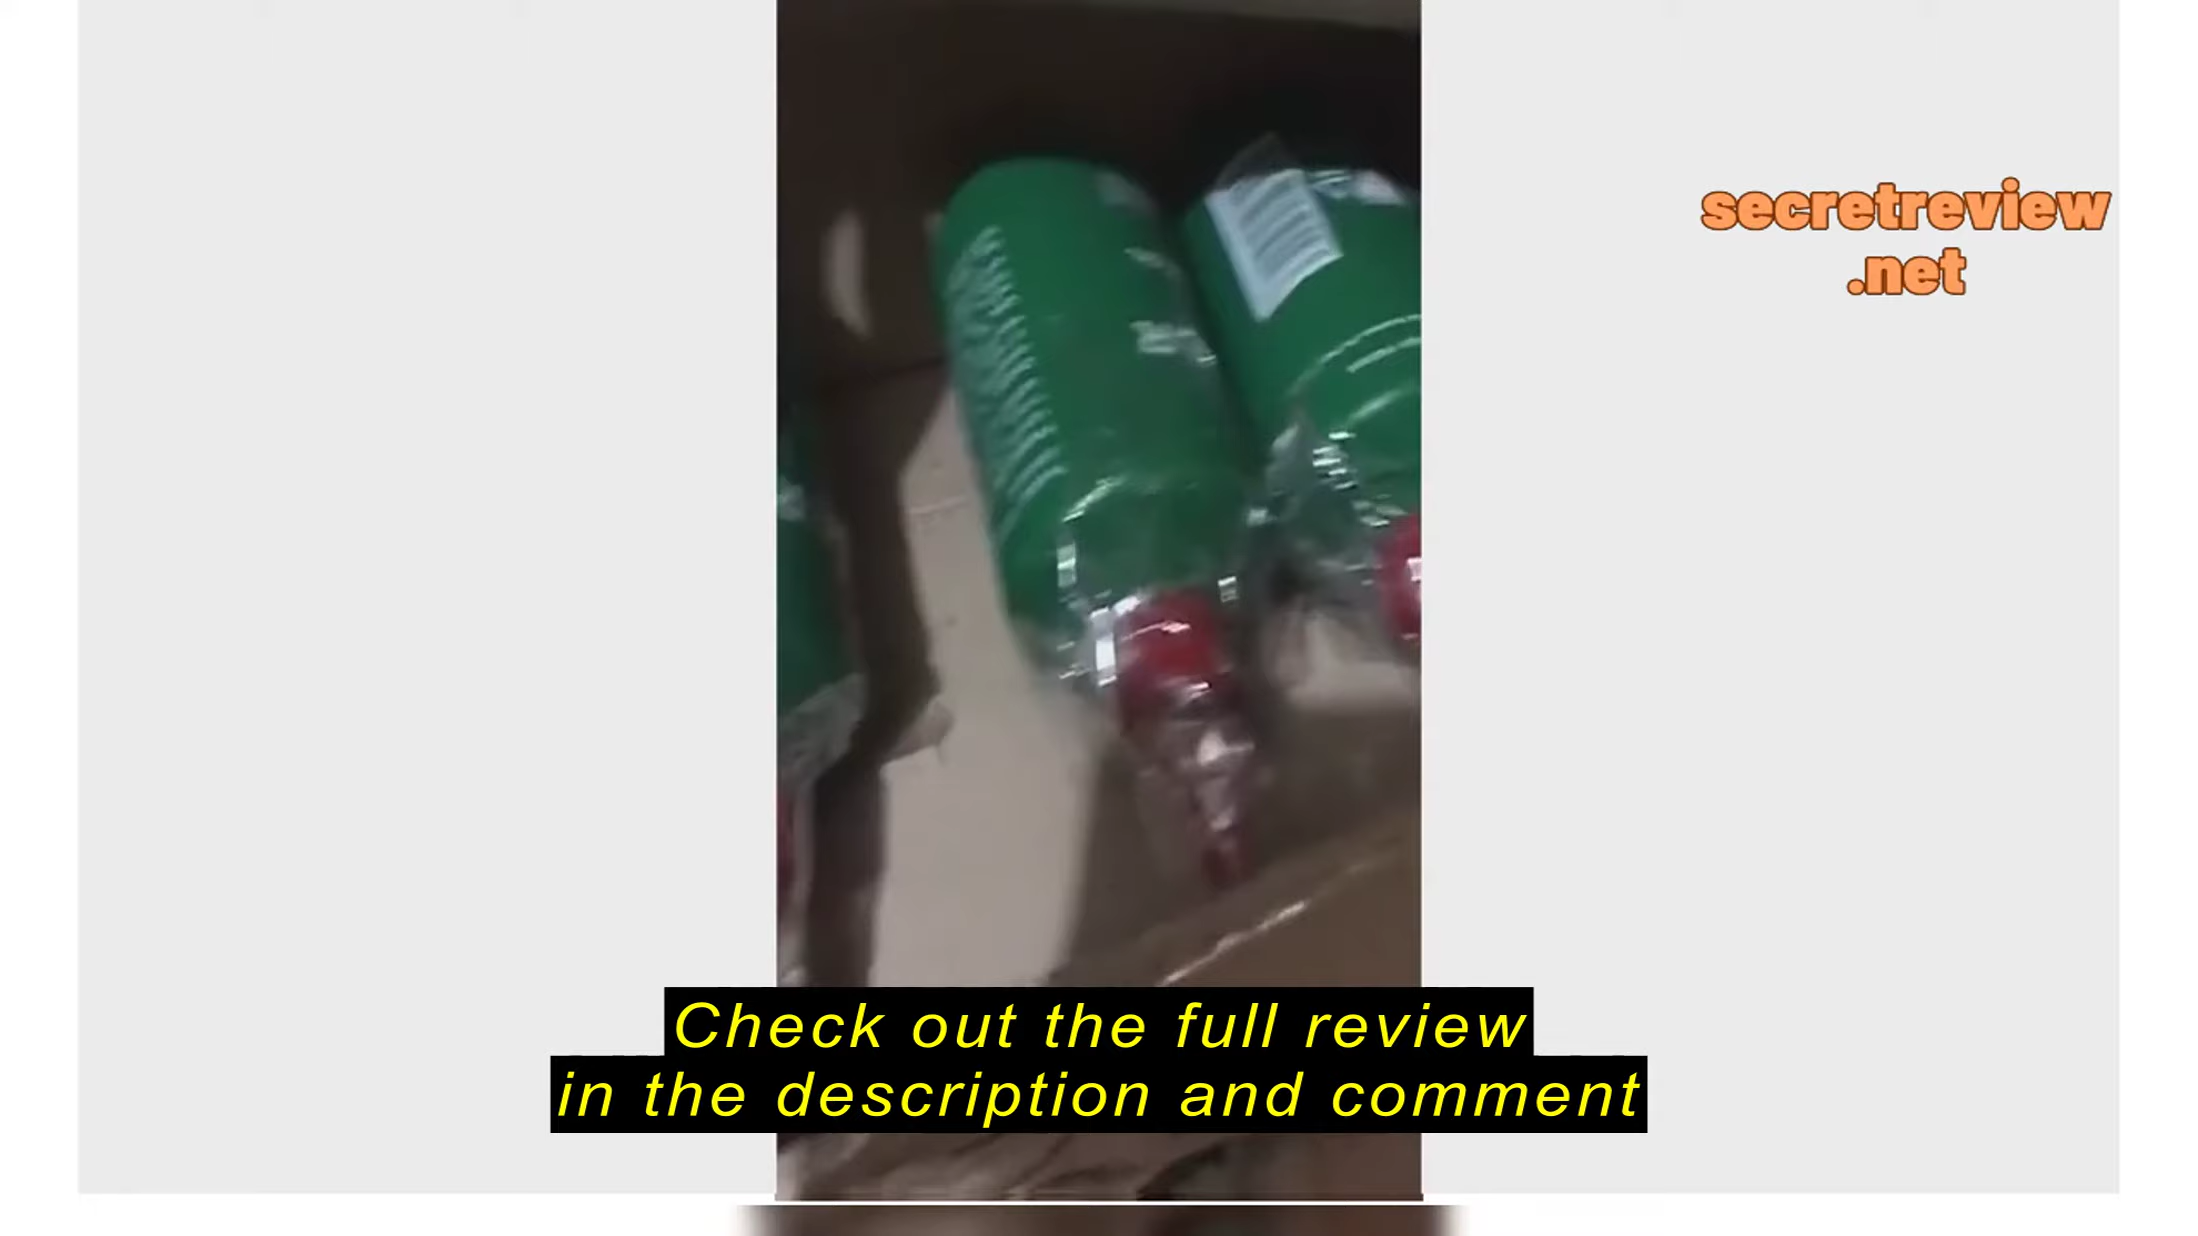 secretreview
.net
Check out the full review
in the description and comment